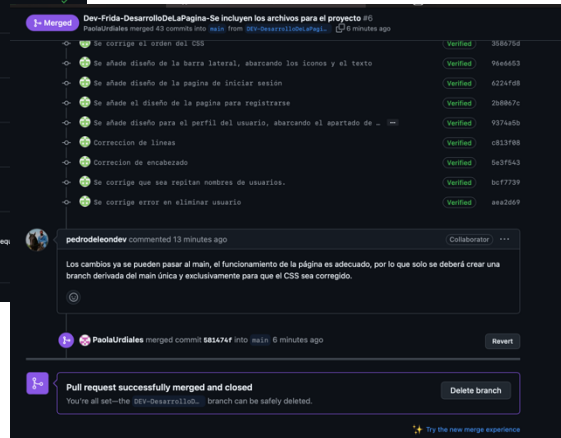 Merged
Dev-Frida-DesarrolloDeLaPagina-Se incluyen los archivos para el proyecto #6
PaolaUrdiales merged 43 commits into main from DEV-DesarrolloDeLaPagi… 6 minutes ago
Se corrige el orden del CSS Verified 358675d
Se añade diseño de la barra lateral, abarcando los iconos y el texto Verified 96e6653
Se añade diseño de la pagina de iniciar sesión Verified 6224fd8
Se añade el diseño de la pagina para registrarse Verified 2b8067c
Se añade diseño para el perfil del usuario, abarcando el apartado de … Verified 9374a5b
Correccion de lineas Verified c813f08
Correcion de encabezado Verified 5e3f543
Se corrige que sea repitan nombres de usuarios. Verified bcf7739
Se corrige error en eliminar usuario Verified aea2d69
pedrodeleondev commented 13 minutes ago Collaborator
Los cambios ya se pueden pasar al main, el funcionamiento de la página es adecuado, por lo que solo se deberá crear una
branch derivada del main única y exclusivamente para que el CSS sea corregido.
PaolaUrdiales merged commit 581474f into main 6 minutes ago
Revert
Pull request successfully merged and closed
You're all set—the DEV-DesarrolloD… branch can be safely deleted.
Delete branch
Try the new merge experience